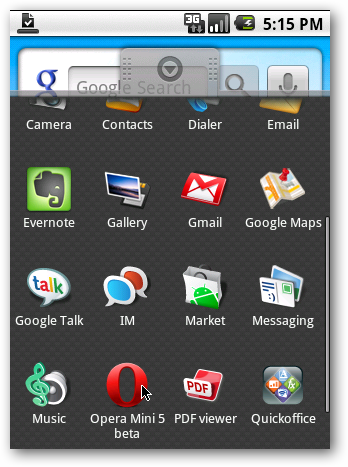 3G 5:15 PM
g Google Search
Camera Contacts Dialer Email
Evernote Gallery Gmail Google Maps
talk
Google Talk IM Market Messaging
PDF
Music Opera Mini 5 PDF viewer Quickoffice
beta